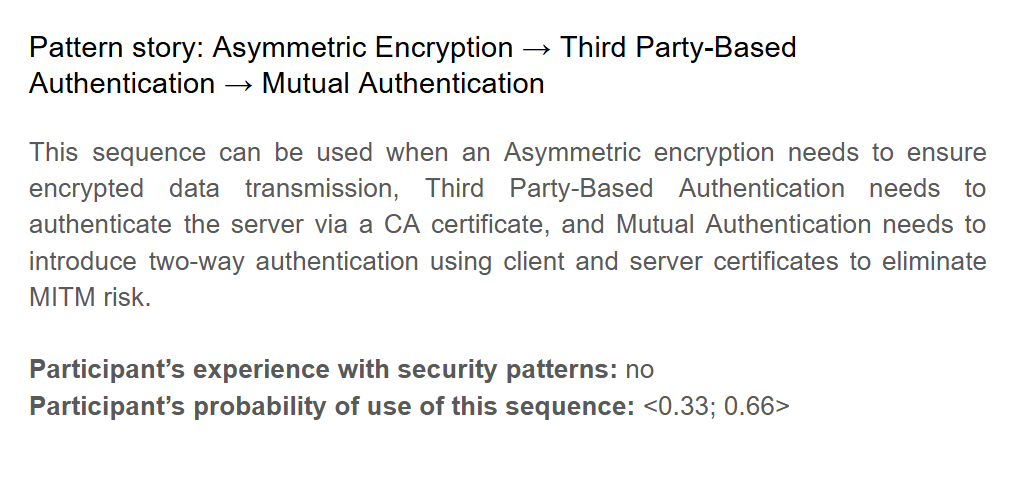 Pattern story: Asymmetric Encryption → Third Party-Based
Authentication → Mutual Authentication
This sequence can be used when an Asymmetric encryption needs to ensure
encrypted data transmission, Third Party-Based Authentication needs to
authenticate the server via a CA certificate, and Mutual Authentication needs to
introduce two-way authentication using client and server certificates to eliminate
MITM risk.
Participant’s experience with security patterns: no
Participant’s probability of use of this sequence: <0.33; 0.66>